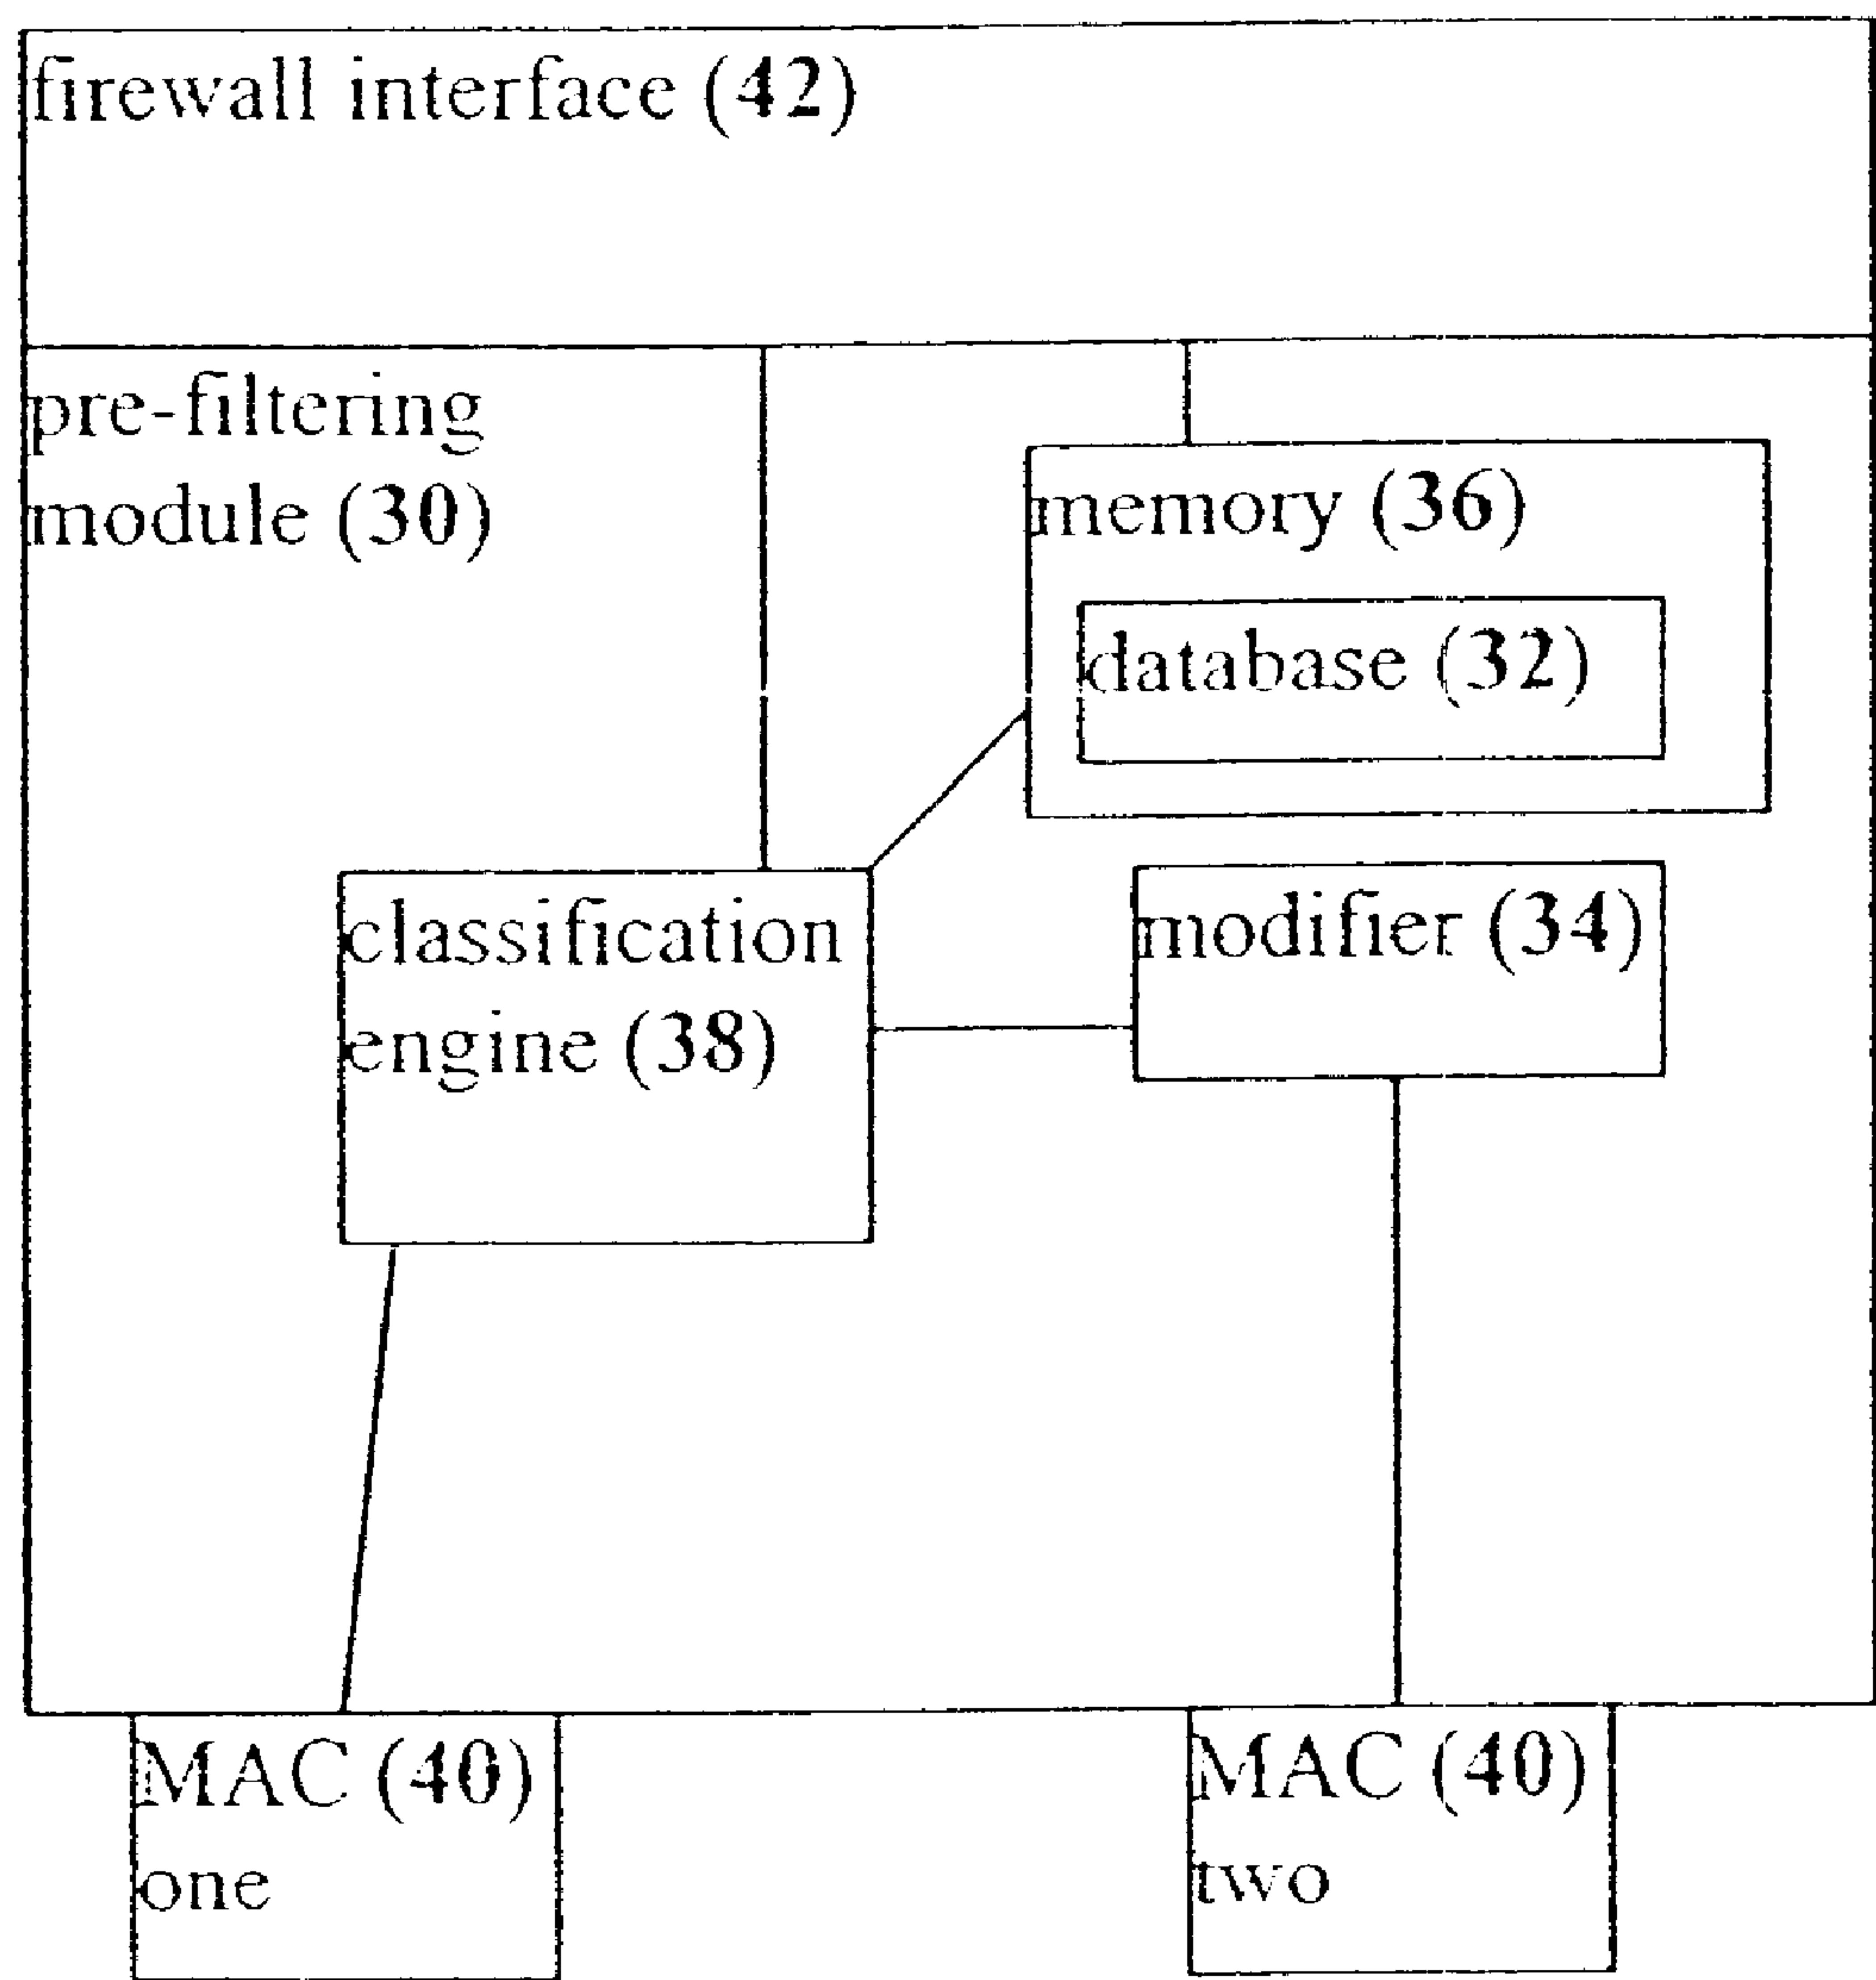 firewall interface (42)
pre-filtering
module (30)
memory (36)
database (32)
classification
engine (38)
modifier (34)
MAC (40)
one
MAC (40)
two